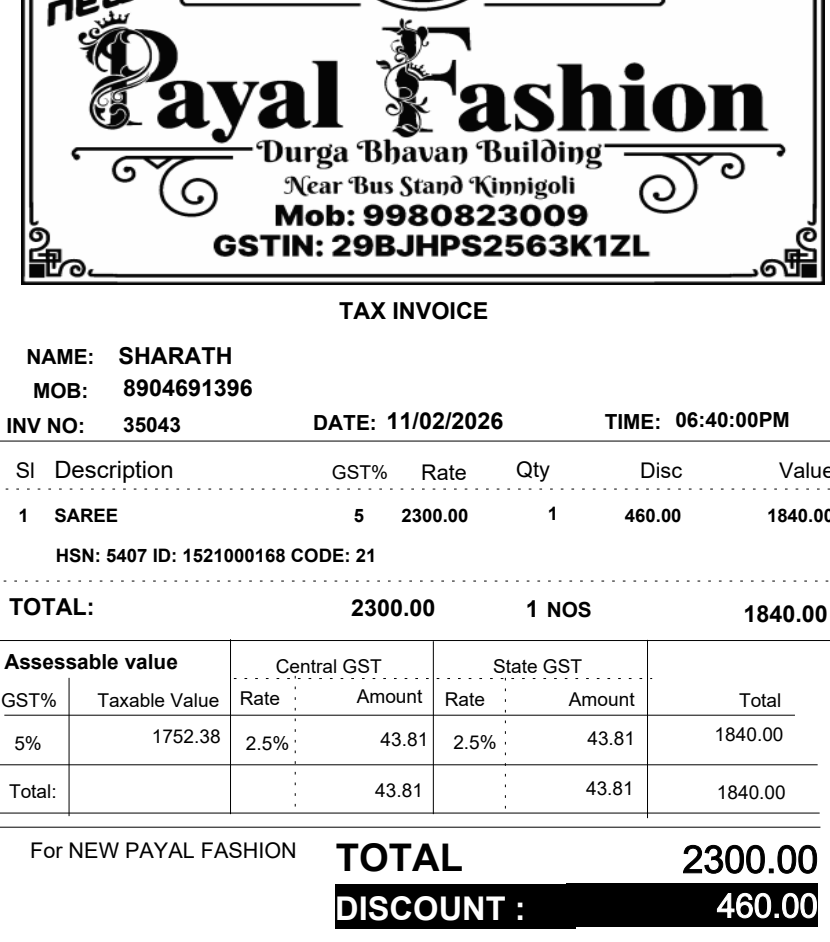 new
Payal Fashion
Durga Bhavan Building
Near Bus Stand Kinnigoli
Mob: 9980823009
GSTIN: 29BJHPS2563K1ZL
TAX INVOICE
NAME: SHARATH
MOB: 8904691396
INV NO: 35043 DATE: 11/02/2026 TIME: 06:40:00PM
Sl Description GST% Rate Qty Disc Value
1 SAREE 5 2300.00 1 460.00 1840.00
HSN: 5407 ID: 1521000168 CODE: 21
TOTAL: 2300.00 1 NOS 1840.00
Assessable value Central GST State GST
GST% Taxable Value Rate Amount Rate Amount Total
5% 1752.38 2.5% 43.81 2.5% 43.81 1840.00
Total: 43.81 43.81 1840.00
For NEW PAYAL FASHION TOTAL 2300.00
DISCOUNT : 460.00